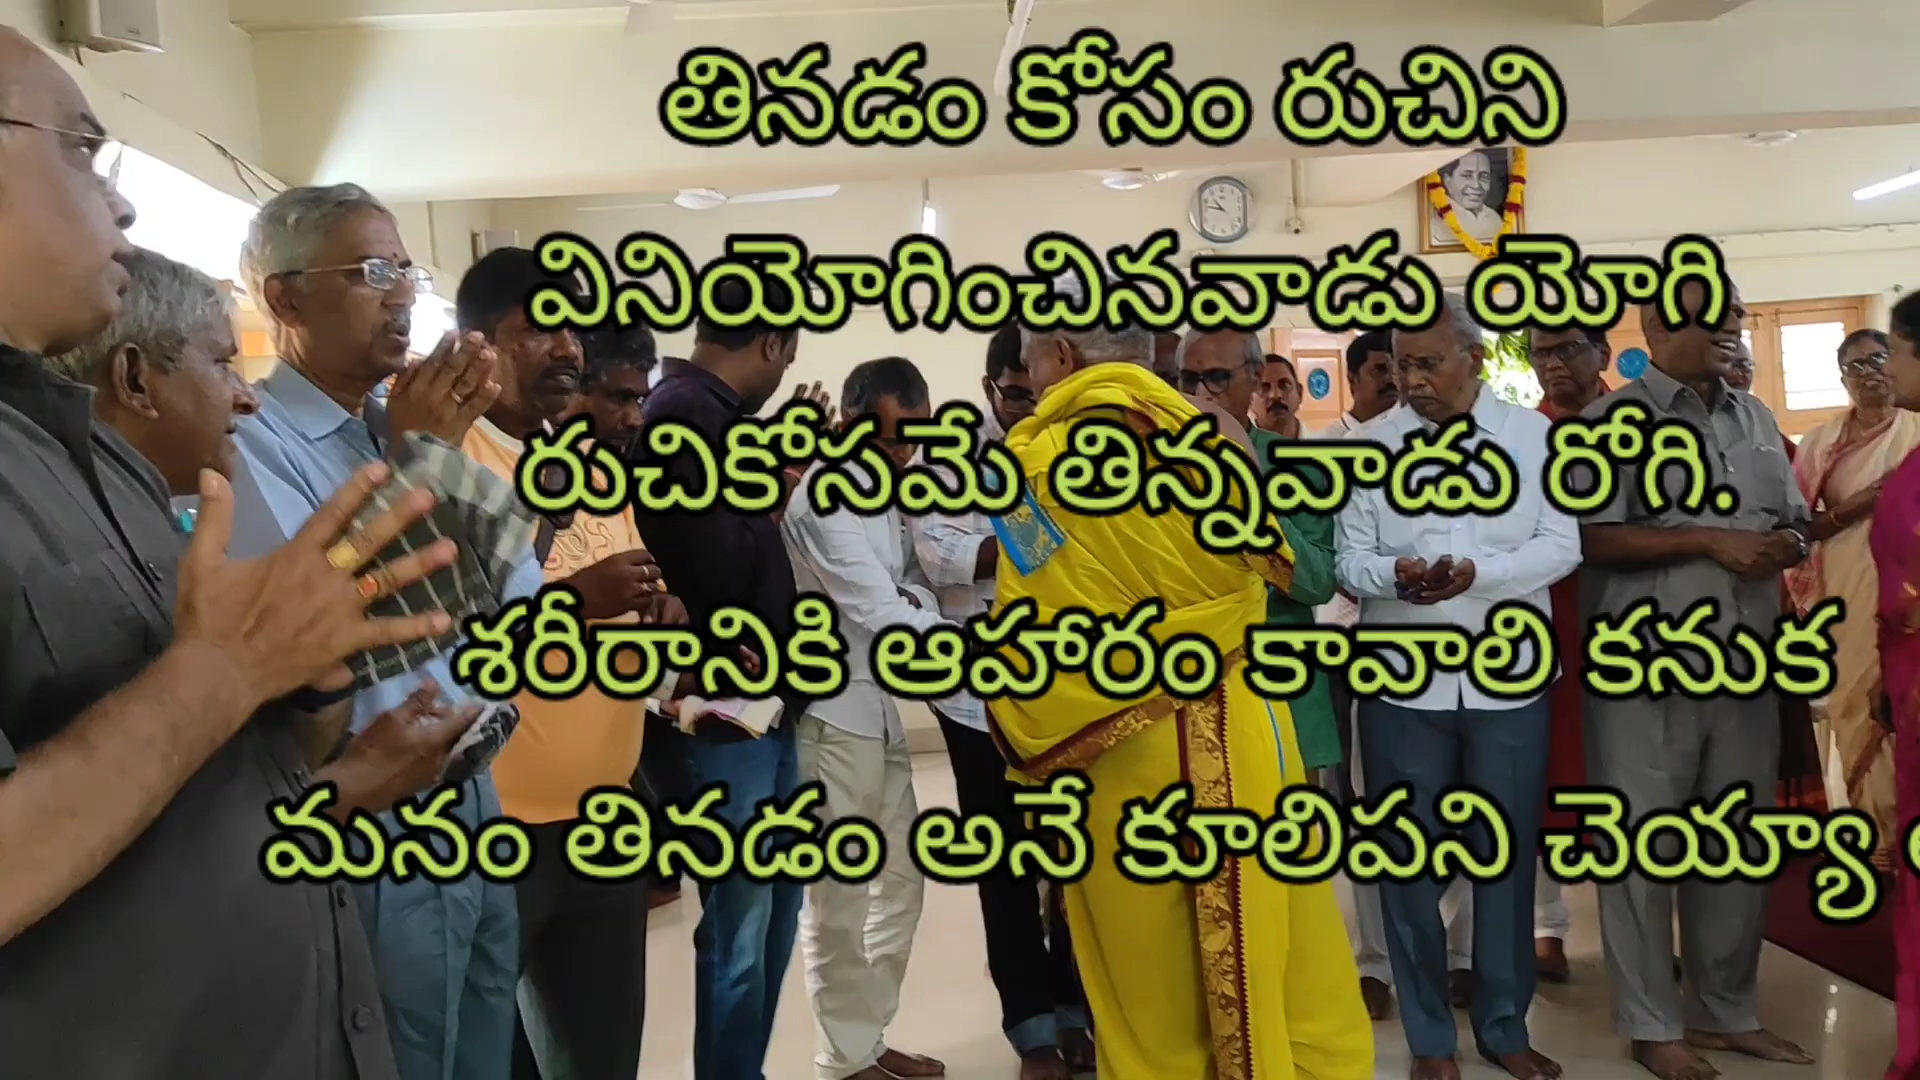 తినడం కోసం రుచిని
వినియోగించినవాడు యోగి
రుచికోసమే తిన్నవాడు రోగి.
శరీరానికి ఆహారం కావాలి కనుక
మనం తినడం అనే కూలిపని చెయ్యా